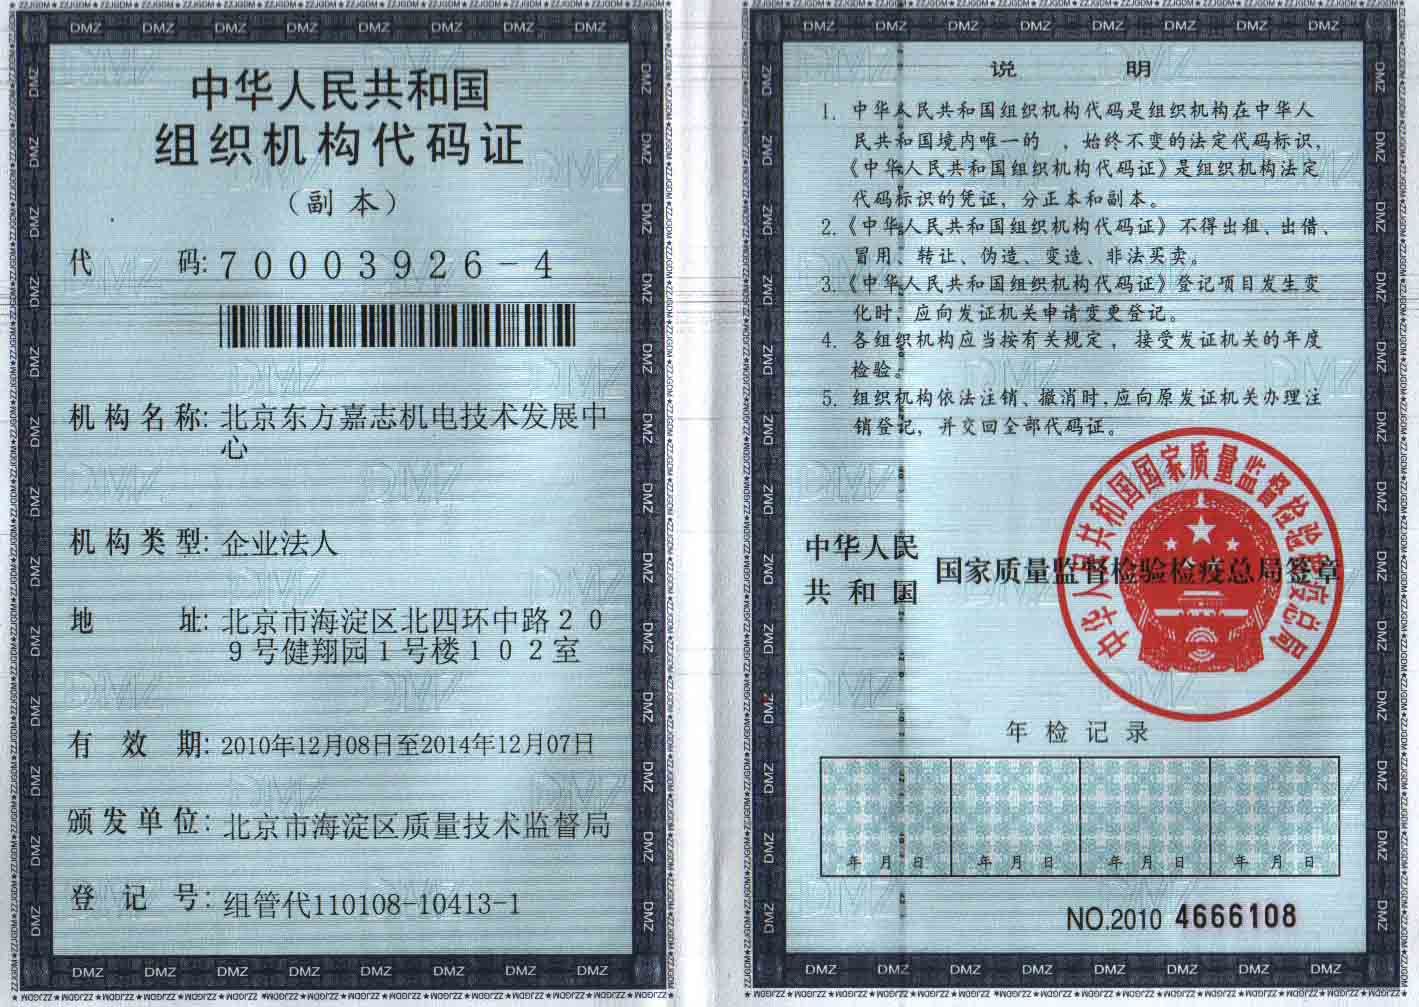 中华人民共和国
组织机构代码证
（副本）
代 码: 70003926-4
机构名称: 北京东方嘉志机电技术发展中
心
机构类型: 企业法人
地 址: 北京市海淀区北四环中路２０
９号健翔园１号楼１０２室
有 效 期: 2010年12月08日至2014年12月07日
颁发单位: 北京市海淀区质量技术监督局
登 记 号: 组管代110108-10413-1
说 明
1. 中华人民共和国组织机构代码是组织机构在中华人
民共和国境内唯一的 ，始终不变的法定代码标识，
《中华人民共和国组织机构代码证》是组织机构法定
代码标识的凭证，分正本和副本。
2.《中华人民共和国组织机构代码证》不得出租、出借、
冒用、转让、伪造、变造、非法买卖。
3.《中华人民共和国组织机构代码证》登记项目发生变
化时，应向发证机关申请变更登记。
4. 各组织机构应当按有关规定 ，接受发证机关的年度
检验。
5. 组织机构依法注销、撤消时,应向原发证机关办理注
销登记，并交回全部代码证。
中华人民共和国国家质量监督检验检疫总局
中华人民
共和国
国家质量监督检验检疫总局签章
年检记录
年 月 日 年 月 日 年 月 日 年 月 日
NO.2010 4666108
DMZ
ZZJGDM★ZZJGDM★ZZJGDM